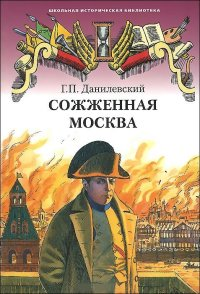 ШКОЛЬНАЯ ИСТОРИЧЕСКАЯ БИБЛИОТЕКА
Г.П. Данилевский
СОЖЖЕННАЯ
МОСКВА